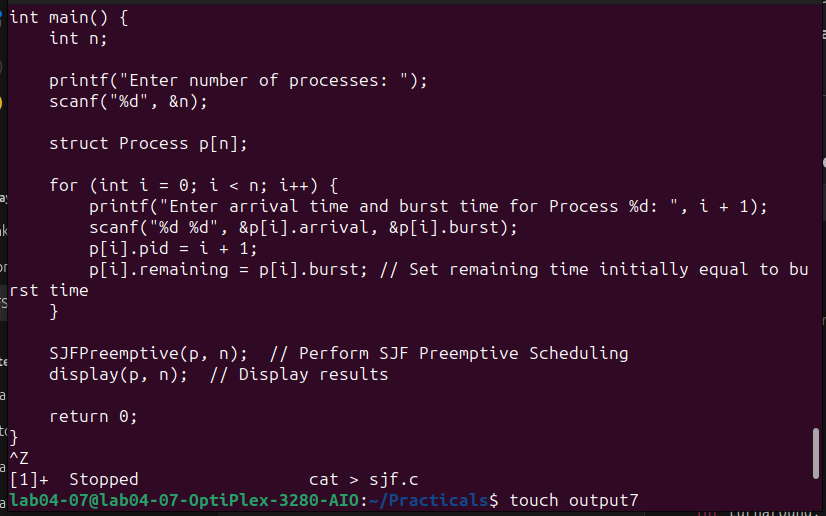 int main() {
    int n;

    printf("Enter number of processes: ");
    scanf("%d", &n);

    struct Process p[n];

    for (int i = 0; i < n; i++) {
        printf("Enter arrival time and burst time for Process %d: ", i + 1);
        scanf("%d %d", &p[i].arrival, &p[i].burst);
        p[i].pid = i + 1;
        p[i].remaining = p[i].burst; // Set remaining time initially equal to bu
rst time
    }

    SJFPreemptive(p, n);  // Perform SJF Preemptive Scheduling
    display(p, n);  // Display results

    return 0;
}
^Z
[1]+  Stopped                 cat > sjf.c
lab04-07@lab04-07-OptiPlex-3280-AIO:~/Practicals$ touch output7